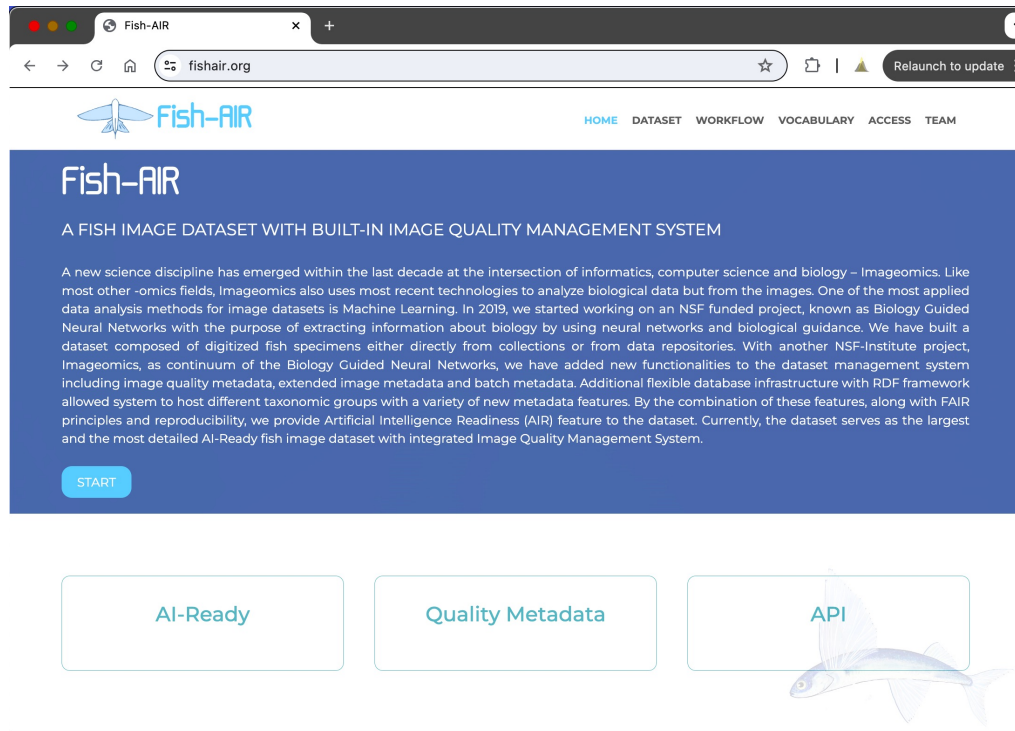 Fish-AIR
fishair.org
Relaunch to update
Fish-AIR
HOME DATASET WORKFLOW VOCABULARY ACCESS TEAM
Fish-AIR
A FISH IMAGE DATASET WITH BUILT-IN IMAGE QUALITY MANAGEMENT SYSTEM
A new science discipline has emerged within the last decade at the intersection of informatics, computer science and biology – Imageomics. Like
most other -omics fields, Imageomics also uses most recent technologies to analyze biological data but from the images. One of the most applied
data analysis methods for image datasets is Machine Learning. In 2019, we started working on an NSF funded project, known as Biology Guided
Neural Networks with the purpose of extracting information about biology by using neural networks and biological guidance. We have built a
dataset composed of digitized fish specimens either directly from collections or from data repositories. With another NSF-Institute project,
Imageomics, as continuum of the Biology Guided Neural Networks, we have added new functionalities to the dataset management system
including image quality metadata, extended image metadata and batch metadata. Additional flexible database infrastructure with RDF framework
allowed system to host different taxonomic groups with a variety of new metadata features. By the combination of these features, along with FAIR
principles and reproducibility, we provide Artificial Intelligence Readiness (AIR) feature to the dataset. Currently, the dataset serves as the largest
and the most detailed AI-Ready fish image dataset with integrated Image Quality Management System.
START
AI-Ready
Quality Metadata
API